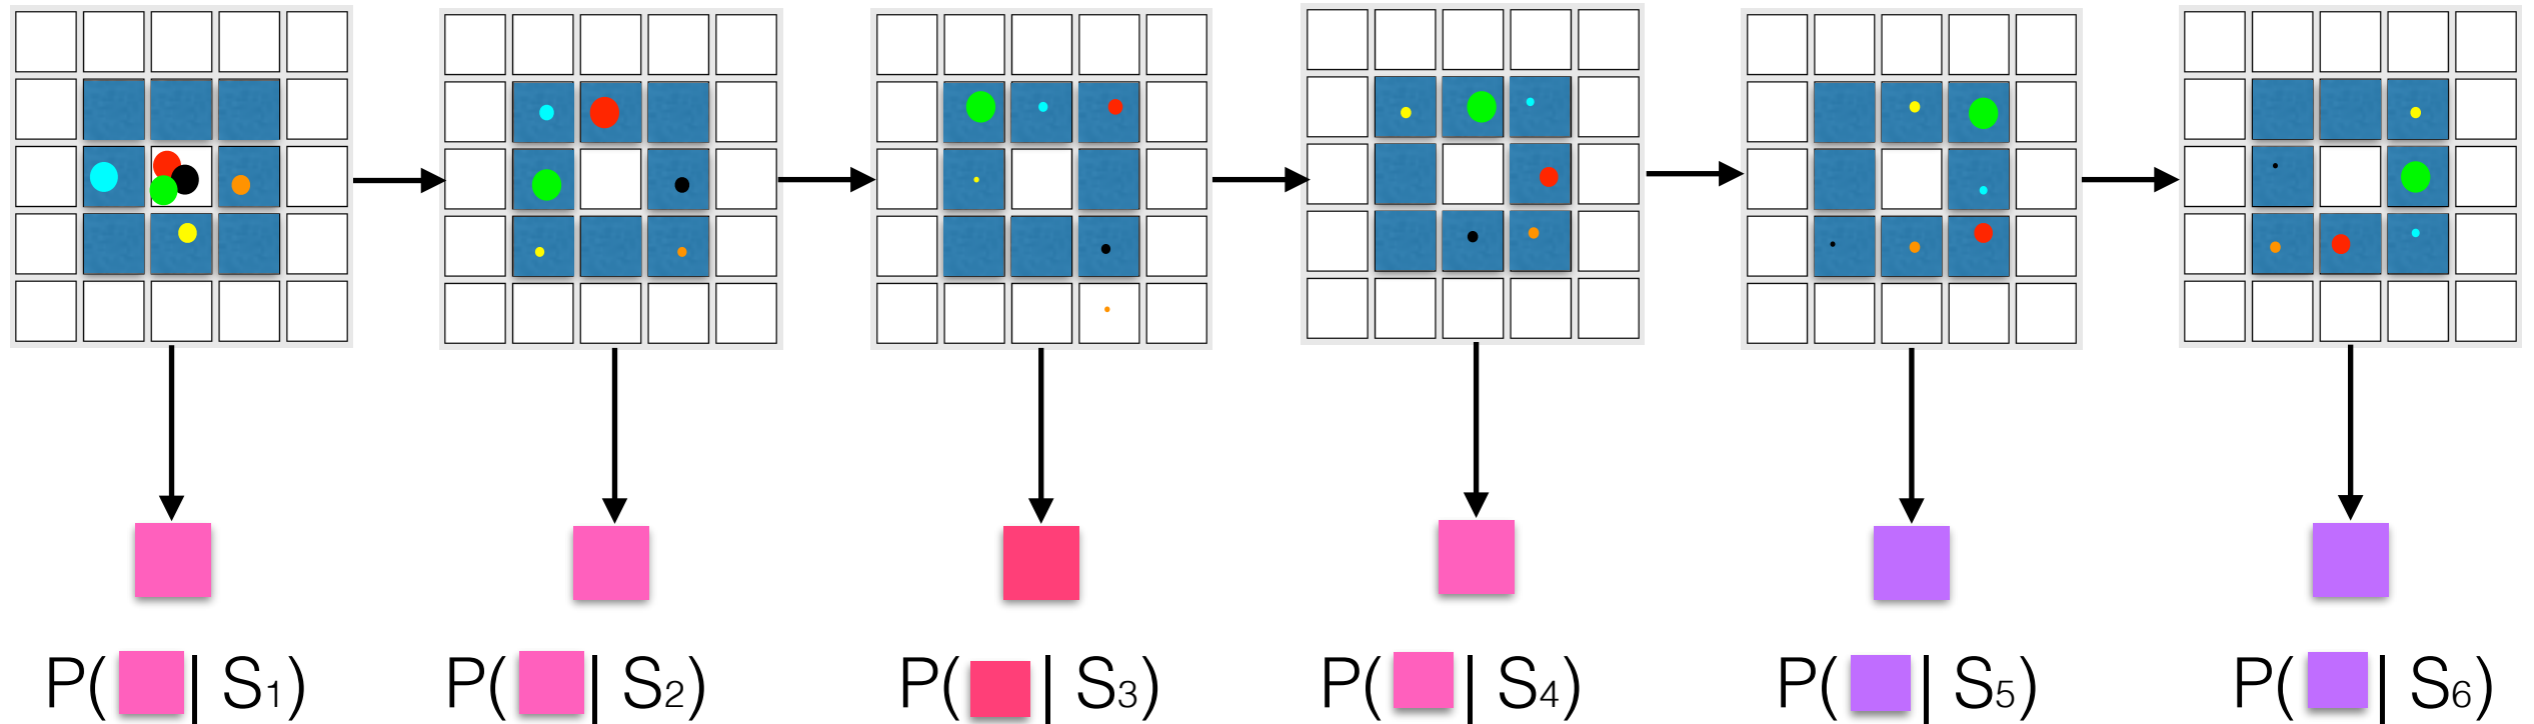 P( | S1)
P( | S2)
P( | S3)
P( | S4)
P( | S5)
P( | S6)